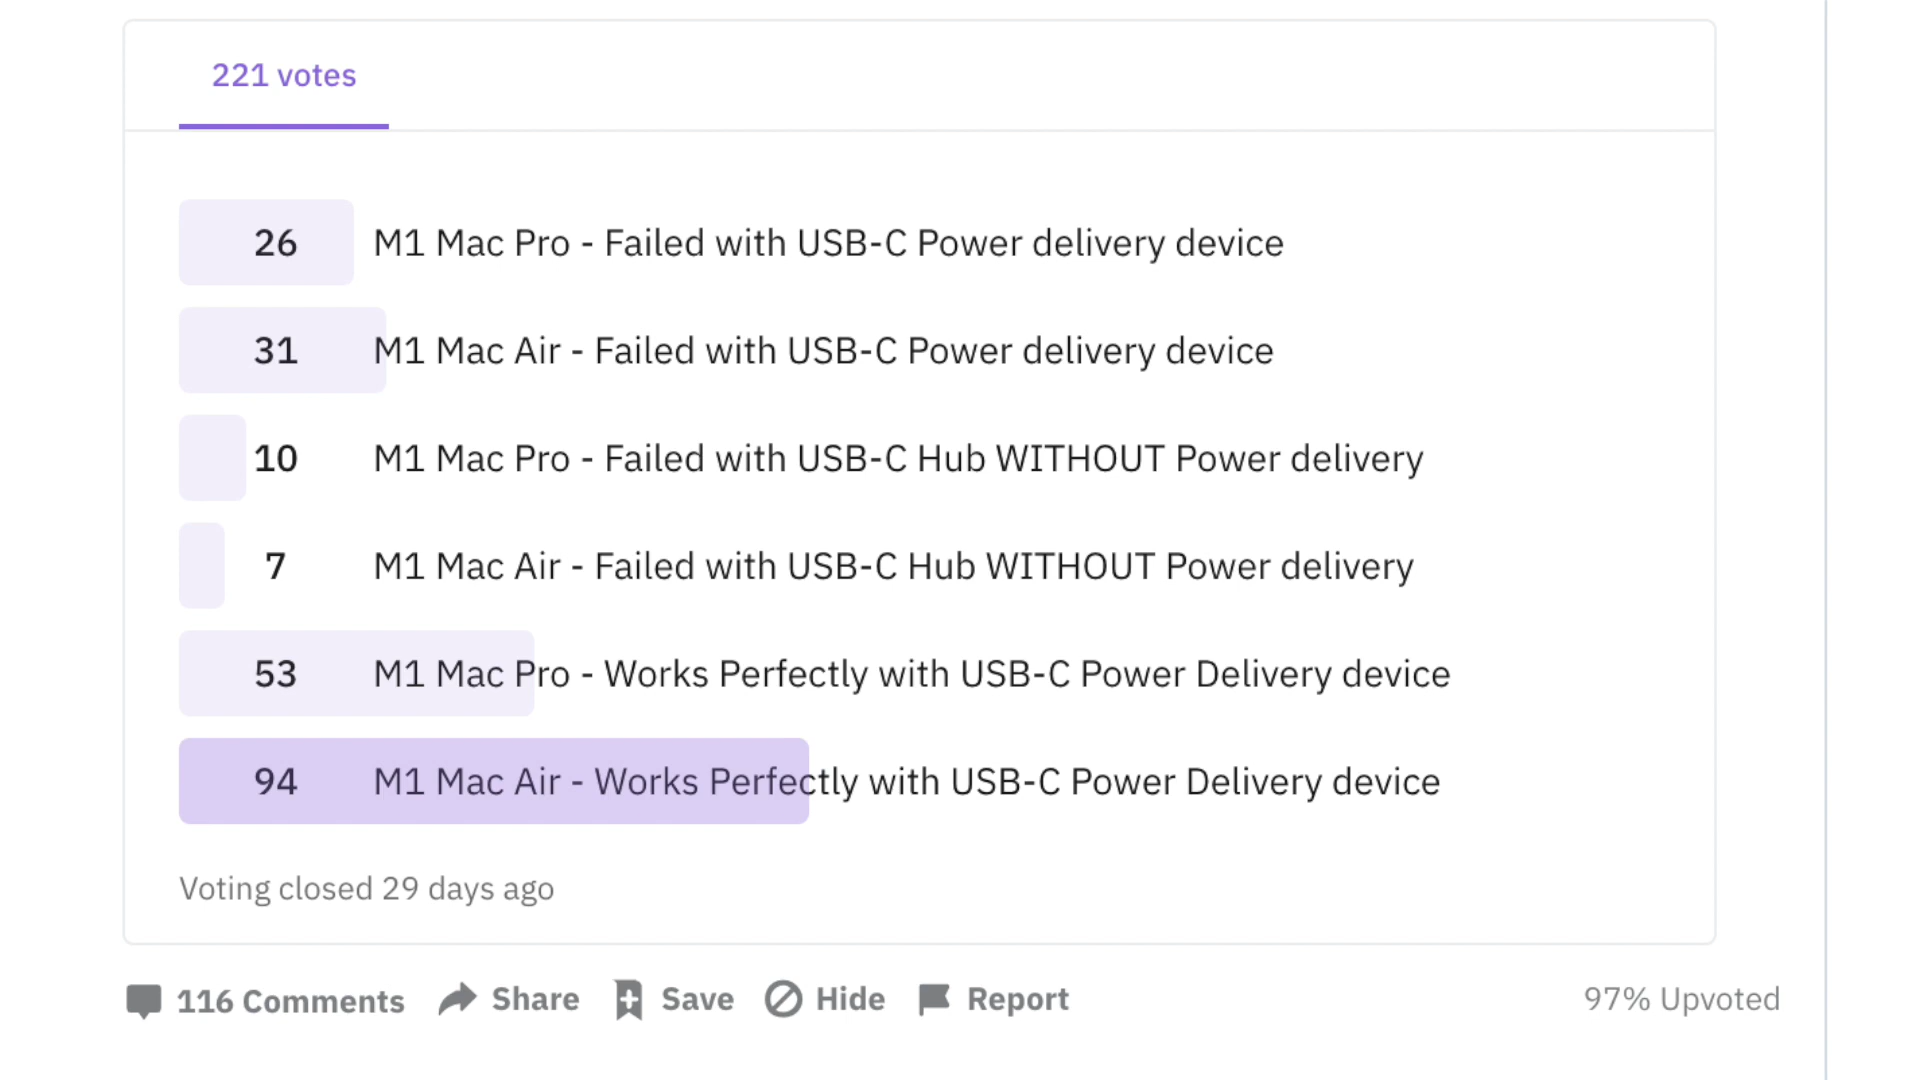 221 votes
26 M1 Mac Pro - Failed with USB-C Power delivery device
31 M1 Mac Air - Failed with USB-C Power delivery device
10 M1 Mac Pro - Failed with USB-C Hub WITHOUT Power delivery
7 M1 Mac Air - Failed with USB-C Hub WITHOUT Power delivery
53 M1 Mac Pro - Works Perfectly with USB-C Power Delivery device
94 M1 Mac Air - Works Perfectly with USB-C Power Delivery device
Voting closed 29 days ago
116 Comments Share Save Hide Report 97% Upvoted